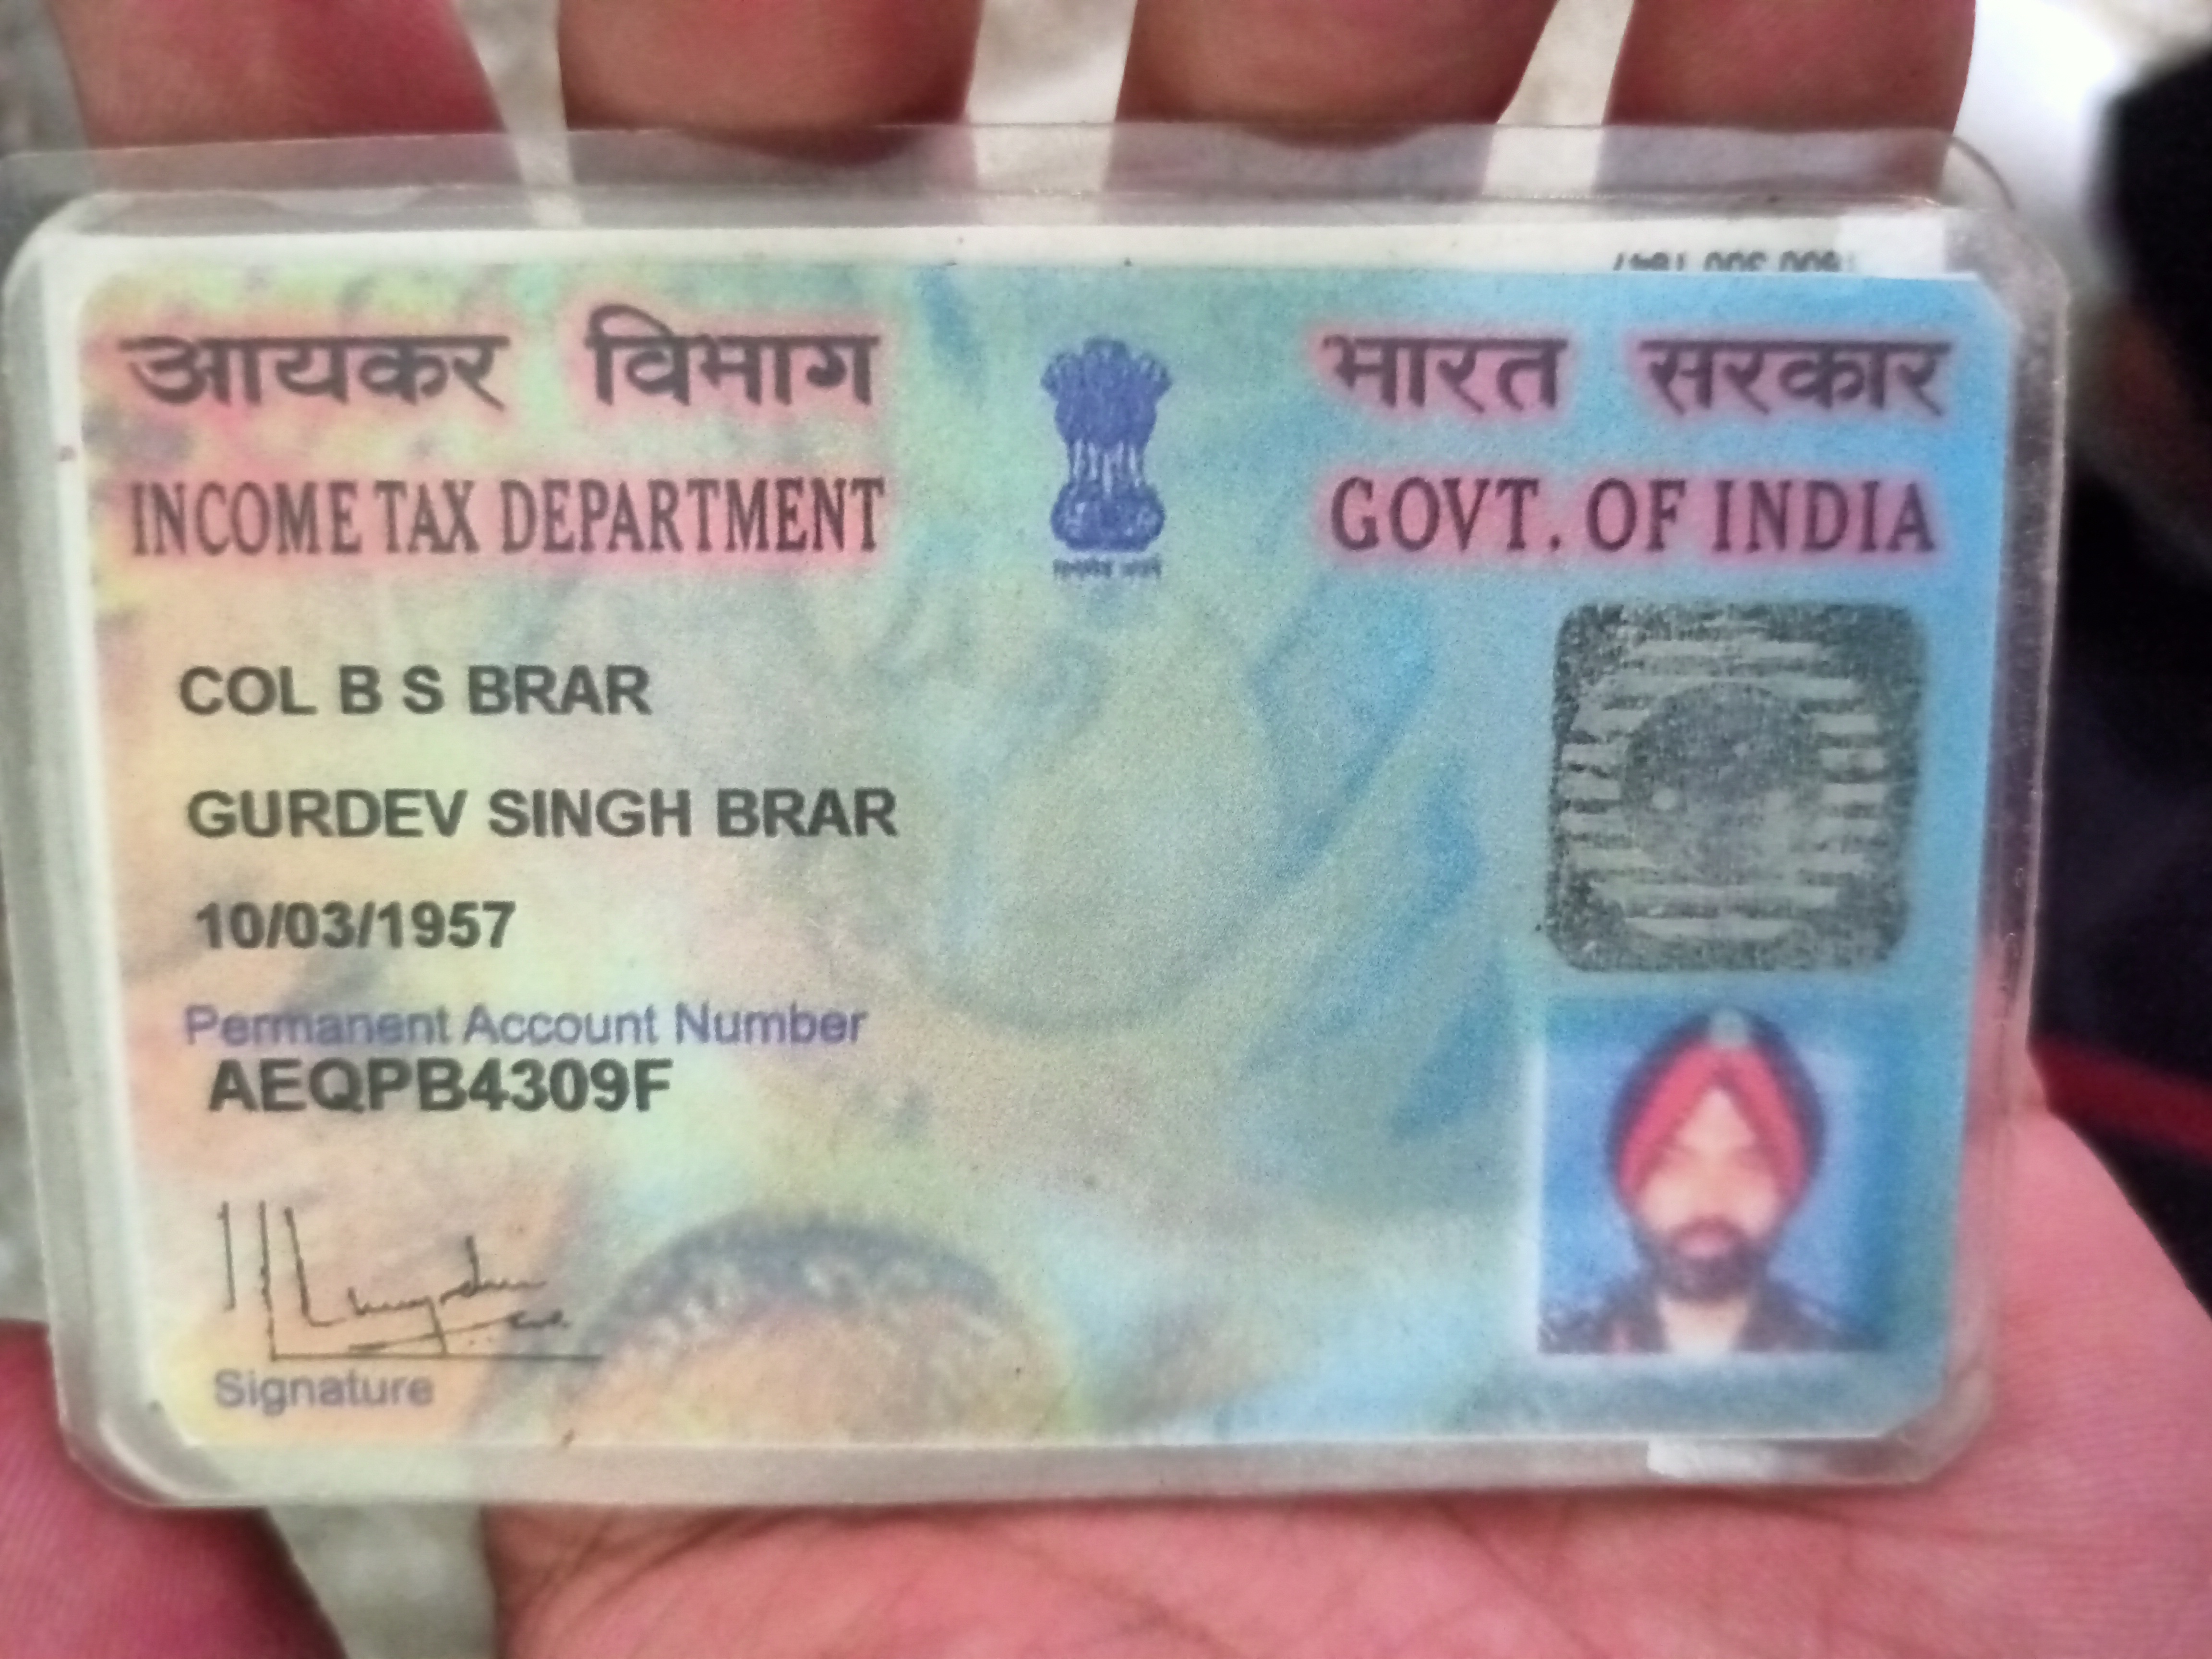 आयकर विभाग
INCOME TAX DEPARTMENT
भारत सरकार
GOVT. OF INDIA
COL B S BRAR
GURDEV SINGH BRAR
10/03/1957
Permanent Account Number
AEQPB4309F
Signature